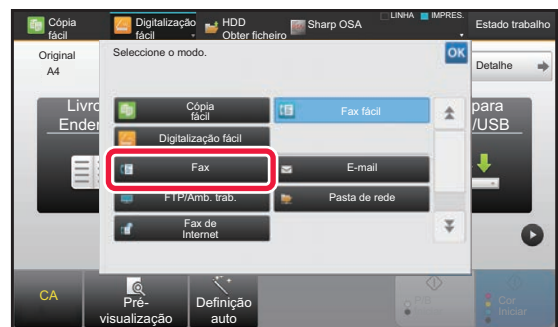 Cópia
fácil
Digitalização
fácil
HDD
Obter ficheiro
Sharp OSA
LINHA
IMPRES.
Estado trabalho
Original
A4
Seleccione o modo.
OK
Detalhe
Livro
Ender
para
/USB
Cópia
fácil
Fax fácil
Digitalização fácil
Fax
E-mail
FTP/Amb. trab.
Pasta de rede
Fax de
Internet
CA
Pré-
visualização
Definição
auto
P/B
Cor
Iniciar